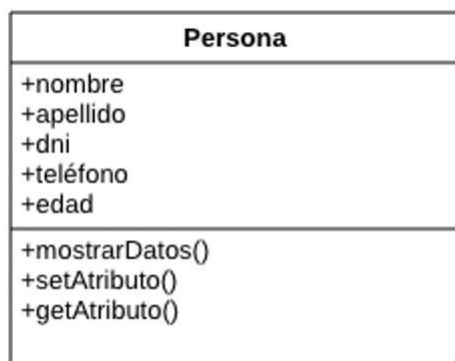 Persona
+nombre
+apellido
+dni
+teléfono
+edad
+mostrarDatos()
+setAtributo()
+getAtributo()